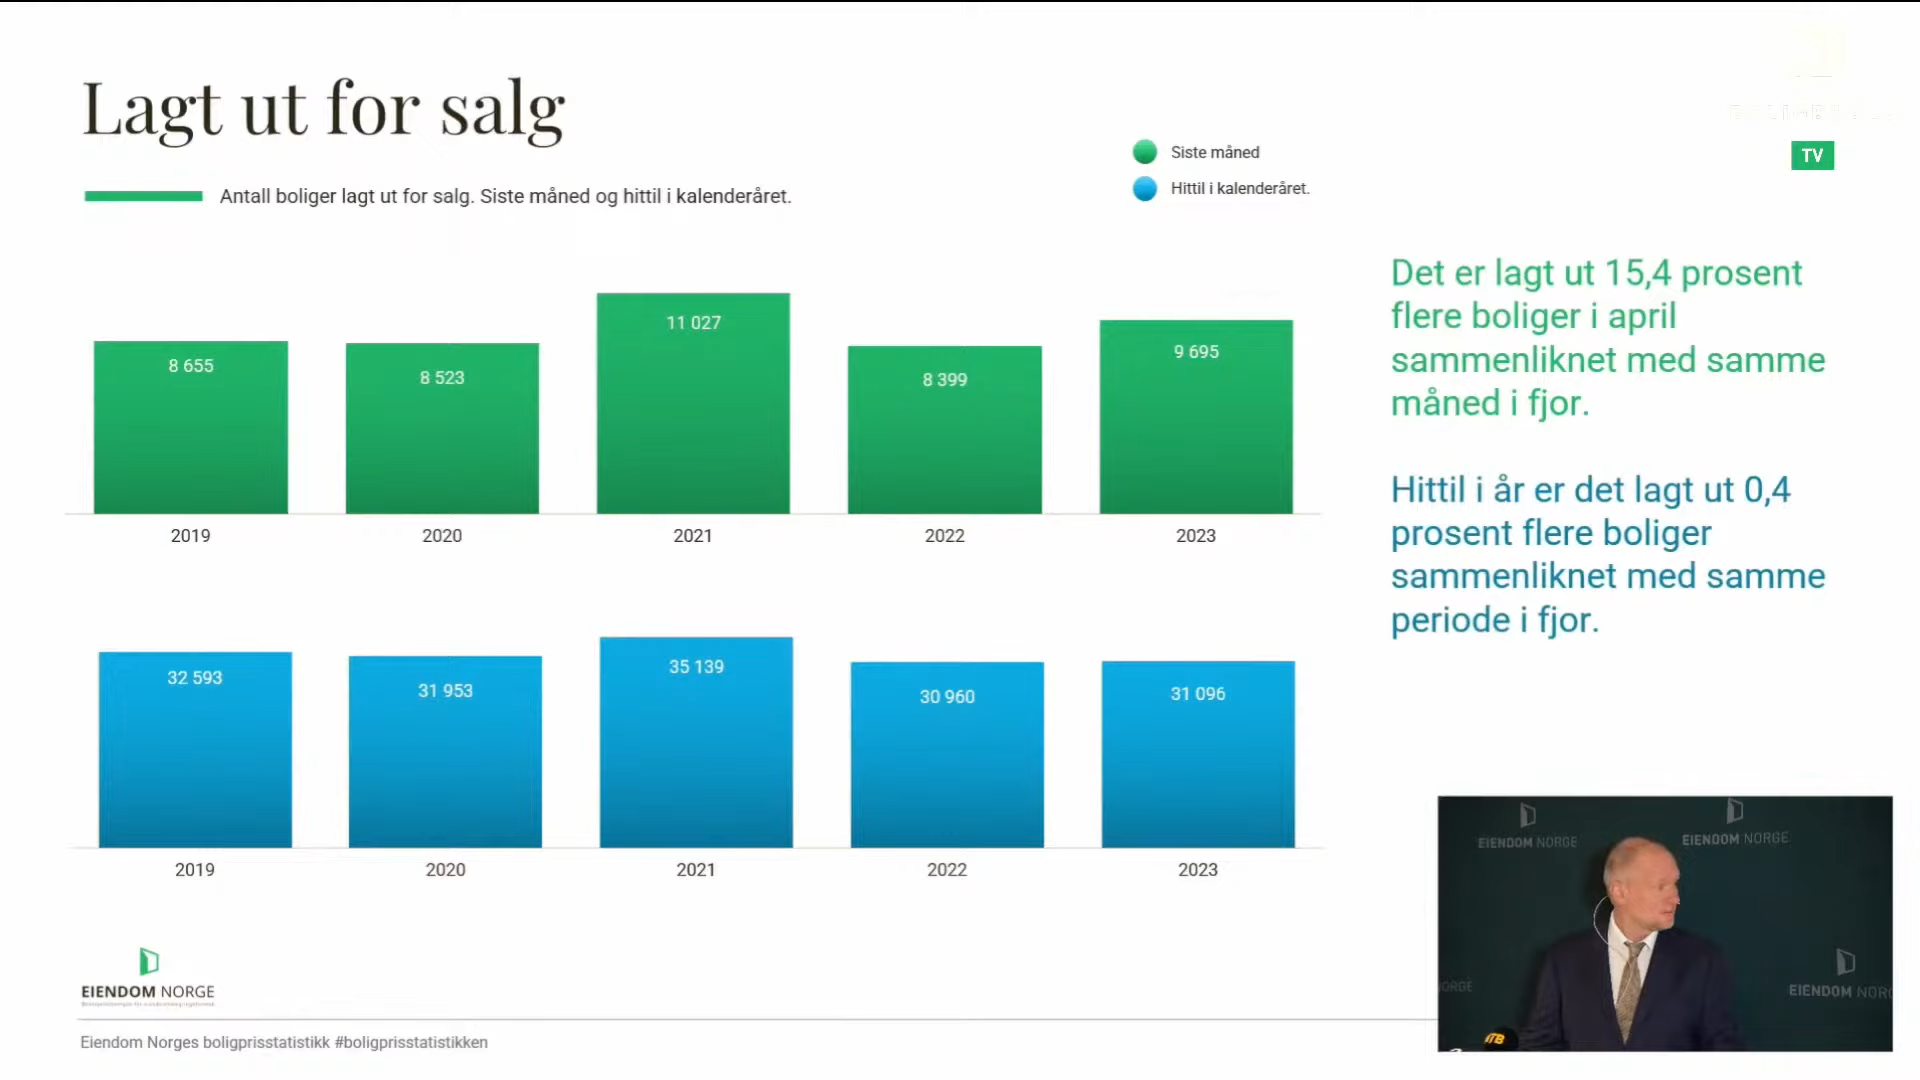 Lagt ut for salg
Antall boliger lagt ut for salg. Siste måned og hittil i kalenderåret.
Siste måned
Hittil i kalenderåret.
TV
11 027
8 655
8 523
8 399
9 695
2019
2020
2021
2022
2023
Det er lagt ut 15,4 prosent
flere boliger i april
sammenliknet med samme
måned i fjor.
Hittil i år er det lagt ut 0,4
prosent flere boliger
sammenliknet med samme
periode i fjor.
32 593
31 953
35 139
30 960
31 096
2019
2020
2021
2022
2023
EIENDOM NORGE
Eiendom Norges boligprisstatistikk #boligprisstatistikken
EIENDOM NORGE
EIENDOM NORGE
ORGE
EIENDOM NOR